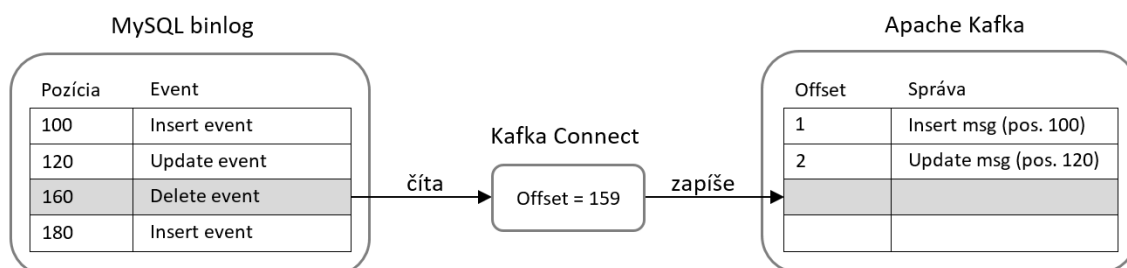 MySQL binlog
Pozícia Event
100 Insert event
120 Update event
160 Delete event
180 Insert event
číta
Kafka Connect
Offset = 159
zapíše
Apache Kafka
Offset Správa
1 Insert msg (pos. 100)
2 Update msg (pos. 120)